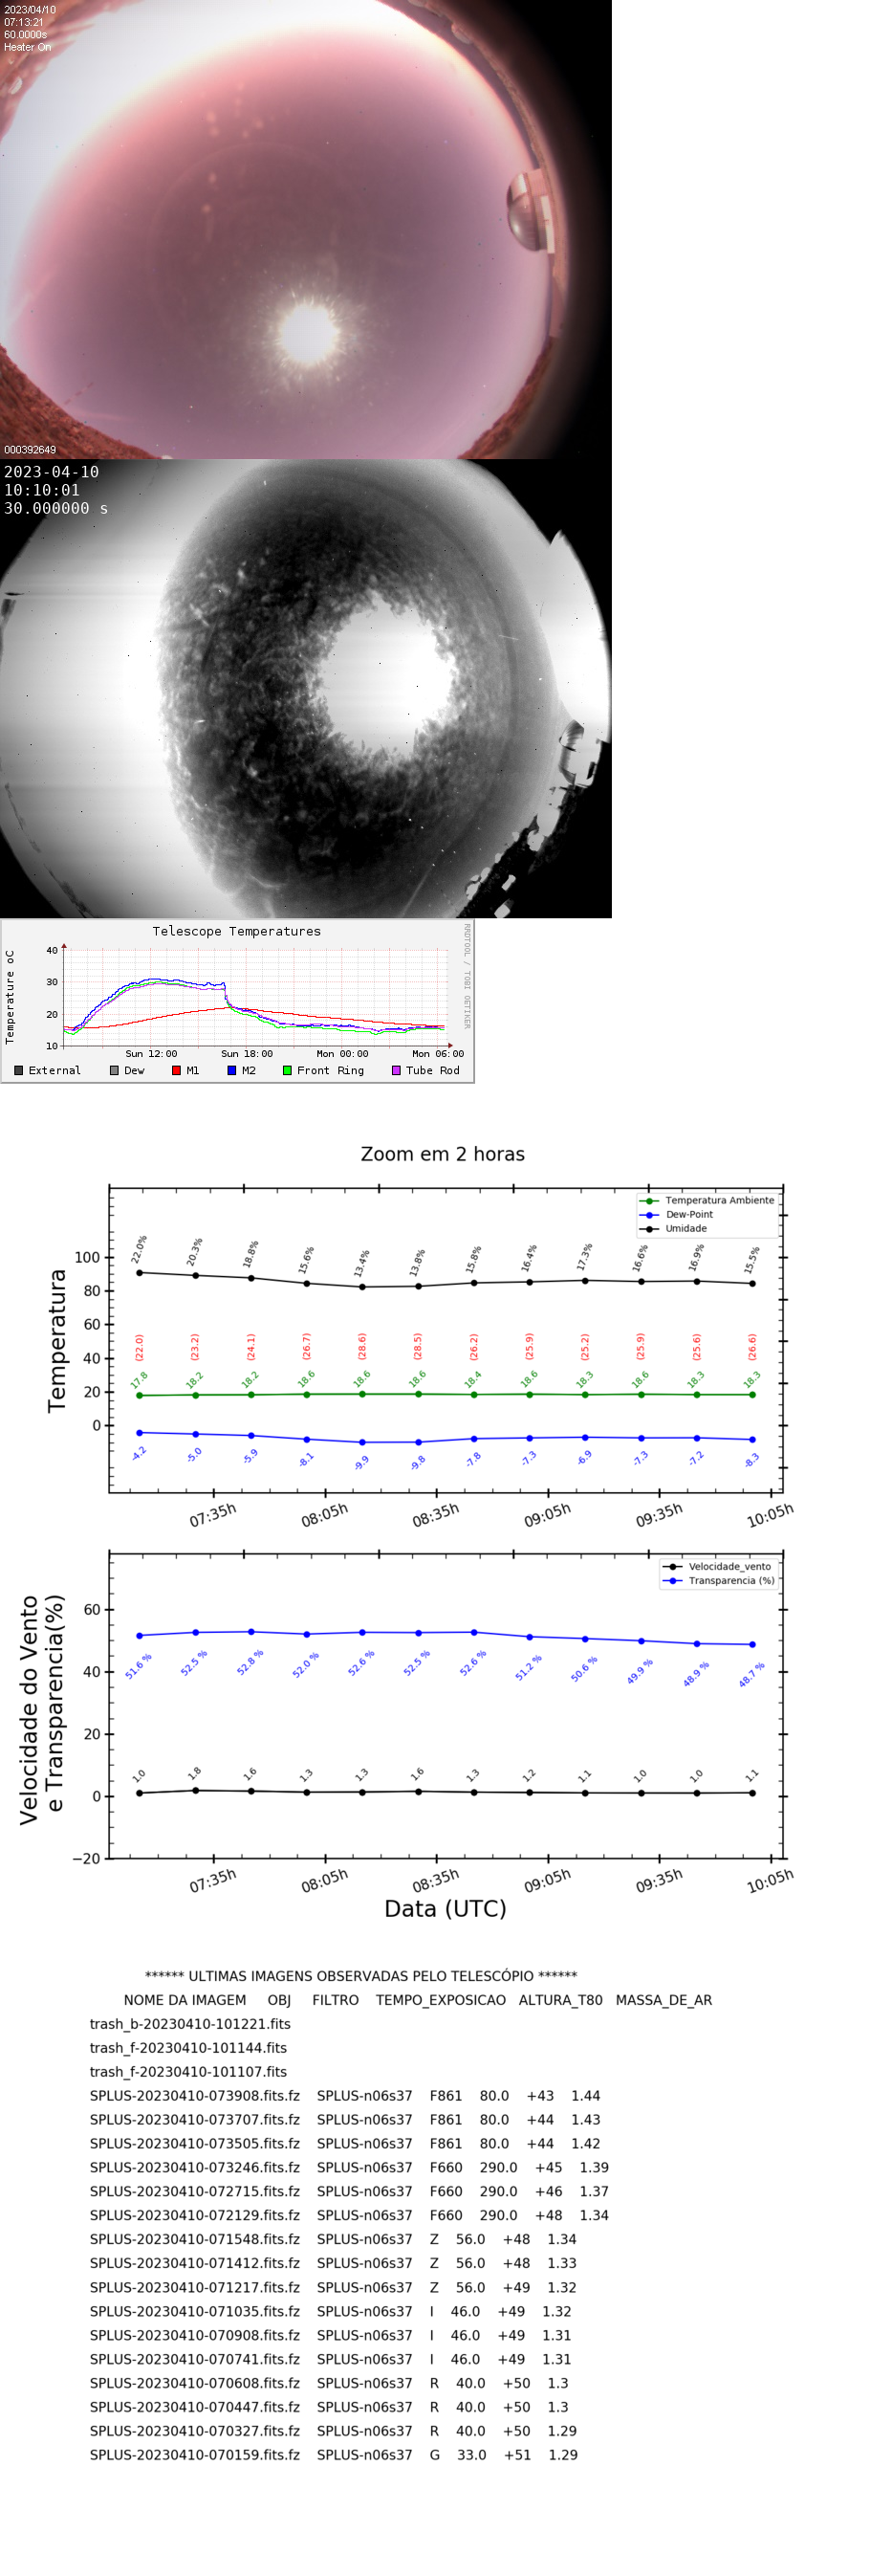 2023/04/10
07:13:21
60.0000s
Heater On
000392649
2023-04-10
10:10:01
30.000000 s
Telescope Temperatures
RRDTOOL / TOBI OETIKER
Temperature oC
40
30
20
10
Sun 12:00 Sun 18:00 Mon 00:00 Mon 06:00
External Dew M1 M2 Front Ring Tube Rod
Zoom em 2 horas
Temperatura Ambiente
Dew-Point
Umidade
Temperatura
100
80
60
40
20
0
22.0% 20.3% 18.8% 15.6% 13.4% 13.8% 15.8% 16.4% 17.3% 16.6% 16.9% 15.5%
(22.0) (23.2) (24.1) (26.7) (28.6) (28.5) (26.2) (25.9) (25.2) (25.9) (25.6) (26.6)
17.8 18.2 18.2 18.6 18.6 18.6 18.4 18.6 18.3 18.6 18.3 18.3
-4.2 -5.0 -5.9 -8.1 -9.9 -9.8 -7.8 -7.3 -6.9 -7.3 -7.2 -8.3
07:35h 08:05h 08:35h 09:05h 09:35h 10:05h
Velocidade_vento
Transparencia (%)
Velocidade do Vento
e Transparencia(%)
60
40
20
0
−20
51.6 % 52.5 % 52.8 % 52.0 % 52.6 % 52.5 % 52.6 % 51.2 % 50.6 % 49.9 % 48.9 % 48.7 %
1.0 1.8 1.6 1.3 1.3 1.6 1.3 1.2 1.1 1.0 1.0 1.1
07:35h 08:05h 08:35h 09:05h 09:35h 10:05h
Data (UTC)
****** ULTIMAS IMAGENS OBSERVADAS PELO TELESCÓPIO ******
NOME DA IMAGEM OBJ FILTRO TEMPO_EXPOSICAO ALTURA_T80 MASSA_DE_AR
trash_b-20230410-101221.fits
trash_f-20230410-101144.fits
trash_f-20230410-101107.fits
SPLUS-20230410-073908.fits.fz SPLUS-n06s37 F861 80.0 +43 1.44
SPLUS-20230410-073707.fits.fz SPLUS-n06s37 F861 80.0 +44 1.43
SPLUS-20230410-073505.fits.fz SPLUS-n06s37 F861 80.0 +44 1.42
SPLUS-20230410-073246.fits.fz SPLUS-n06s37 F660 290.0 +45 1.39
SPLUS-20230410-072715.fits.fz SPLUS-n06s37 F660 290.0 +46 1.37
SPLUS-20230410-072129.fits.fz SPLUS-n06s37 F660 290.0 +48 1.34
SPLUS-20230410-071548.fits.fz SPLUS-n06s37 Z 56.0 +48 1.34
SPLUS-20230410-071412.fits.fz SPLUS-n06s37 Z 56.0 +48 1.33
SPLUS-20230410-071217.fits.fz SPLUS-n06s37 Z 56.0 +49 1.32
SPLUS-20230410-071035.fits.fz SPLUS-n06s37 I 46.0 +49 1.32
SPLUS-20230410-070908.fits.fz SPLUS-n06s37 I 46.0 +49 1.31
SPLUS-20230410-070741.fits.fz SPLUS-n06s37 I 46.0 +49 1.31
SPLUS-20230410-070608.fits.fz SPLUS-n06s37 R 40.0 +50 1.3
SPLUS-20230410-070447.fits.fz SPLUS-n06s37 R 40.0 +50 1.3
SPLUS-20230410-070327.fits.fz SPLUS-n06s37 R 40.0 +50 1.29
SPLUS-20230410-070159.fits.fz SPLUS-n06s37 G 33.0 +51 1.29